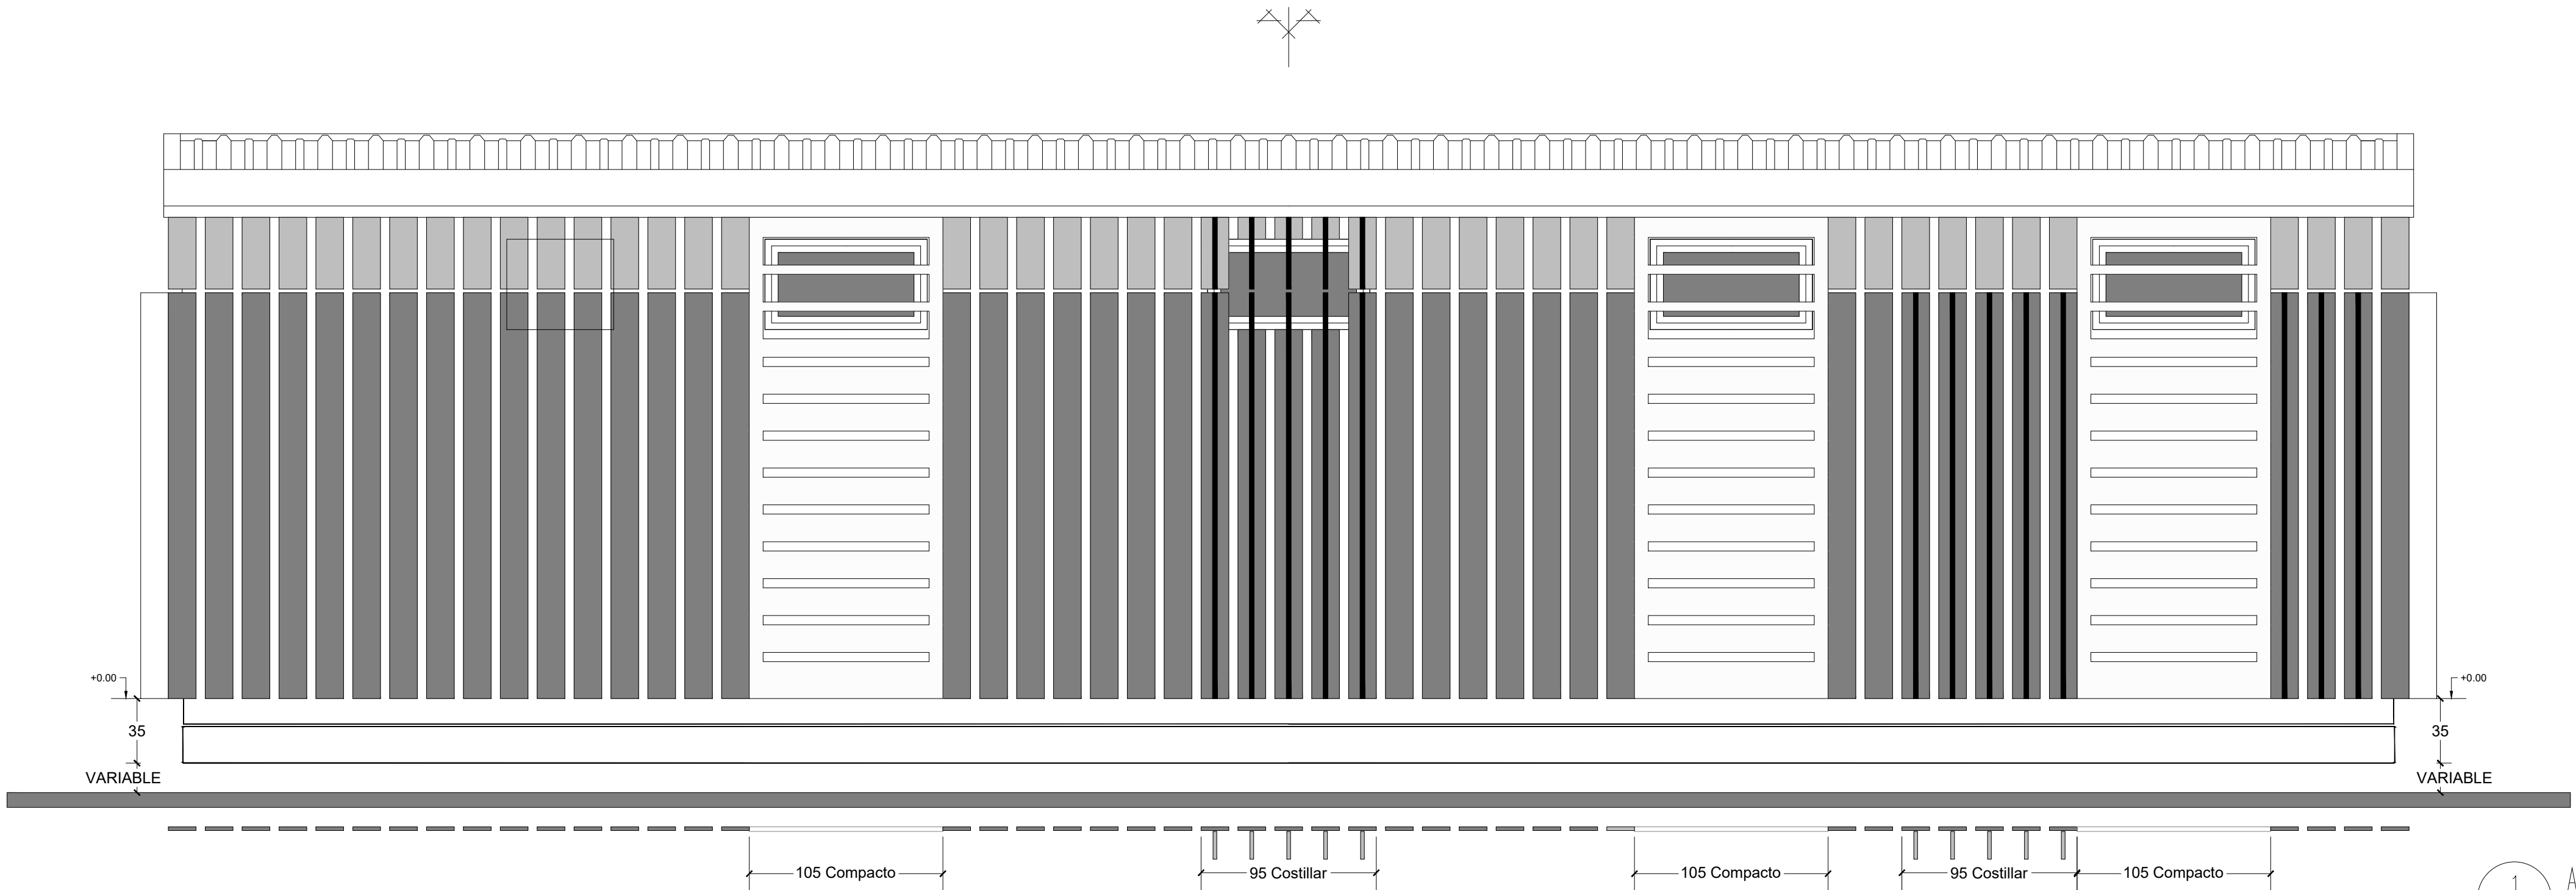 +0.00
+0.00
35
35
VARIABLE
VARIABLE
105 Compacto
95 Costillar
105 Compacto
95 Costillar
105 Compacto
1